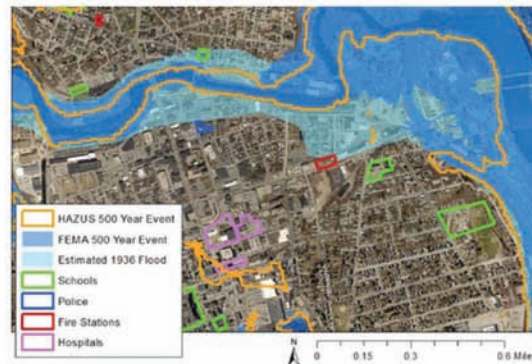 HAZUS 500 Year Event
FEMA 500 Year Event
Estimated 1936 Flood
Schools
Police
Fire Stations
Hospitals
N
0 0.15 0.3 0.6 Miles